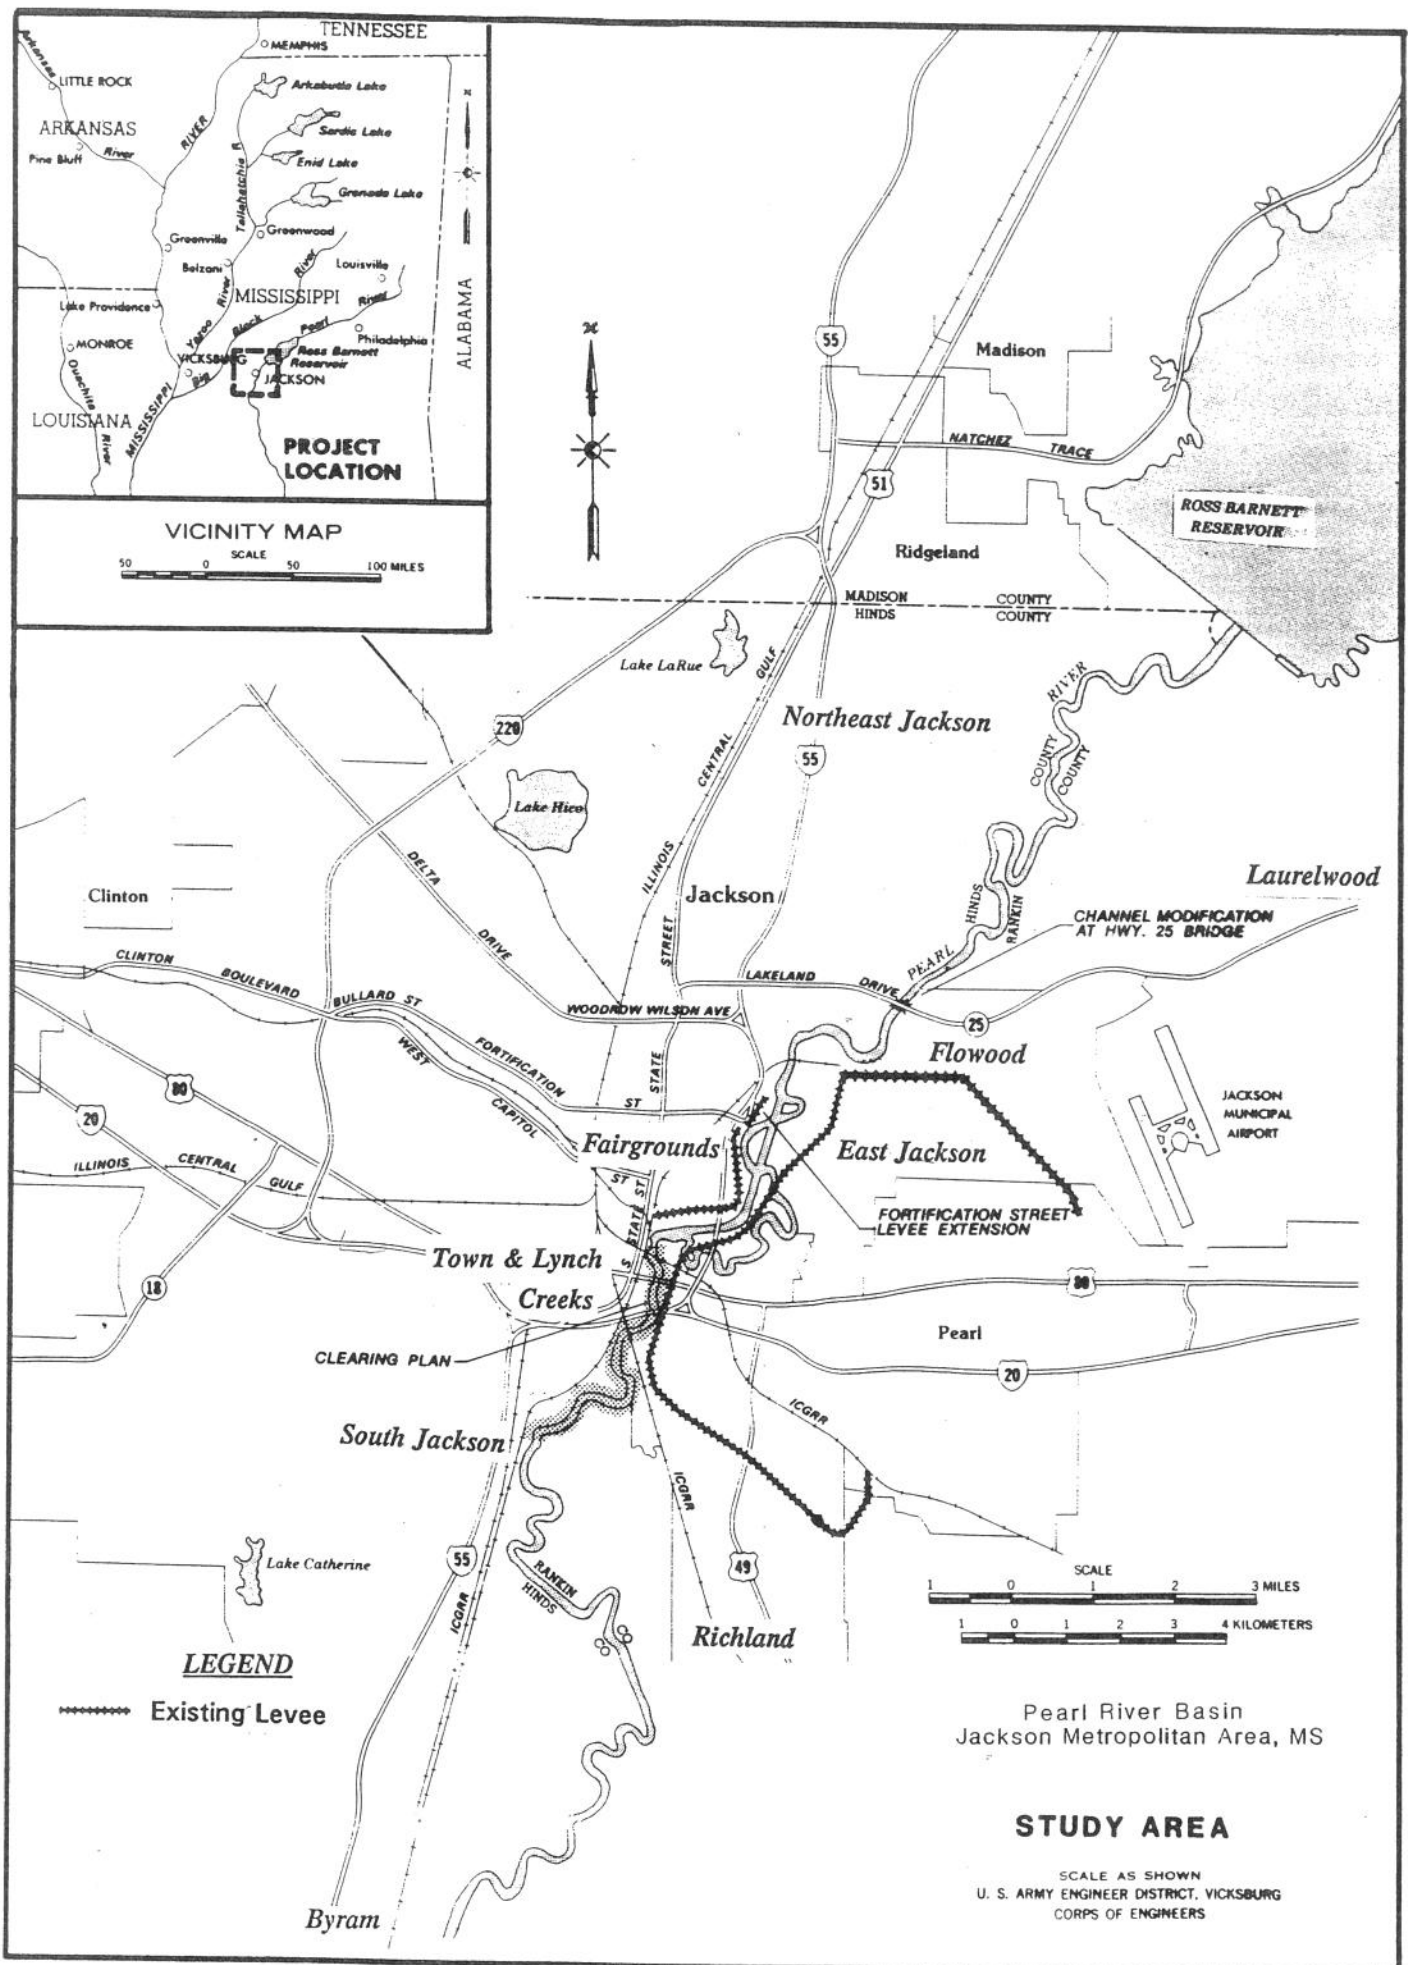 TENNESSEE
MEMPHIS
Arkansas
LITTLE ROCK
Arkabutla Lake
ARKANSAS
RIVER
Sardis Lake
Pine Bluff
River
Enid Lake
Tallahatchie R.
Grenada Lake
Greenville
Greenwood
Belzoni
River
Louisville
MISSISSIPPI
River
Lake Providence
Yazoo
River
Black
Pearl
ALABAMA
Philadelphia
MONROE
VICKSBURG
Ross Barnett
Reservoir
Big
JACKSON
Ouachita
LOUISIANA
MISSISSIPPI
River
PROJECT
LOCATION
VICINITY MAP
SCALE
50 0 50 100 MILES
N
N
55
Madison
NATCHEZ TRACE
51
ROSS BARNETT
RESERVOIR
Ridgeland
MADISON COUNTY
HINDS COUNTY
Lake LaRue
GULF
RIVER
Northeast Jackson
220
55
CENTRAL
COUNTY
COUNTY
Lake Hico
ILLINOIS
DELTA
Laurelwood
Clinton
Jackson
HINDS
RANKIN
CHANNEL MODIFICATION
AT HWY. 25 BRIDGE
STREET
DRIVE
CLINTON
BOULEVARD
PEARL
LAKELAND
DRIVE
BULLARD ST
WOODROW WILSON AVE
25
WEST
FORTIFICATION
ST
STATE
Flowood
80
CAPITOL
20
JACKSON
MUNICIPAL
AIRPORT
Fairgrounds
East Jackson
ILLINOIS
CENTRAL
GULF
ST
FORTIFICATION STREET
LEVEE EXTENSION
S STATE ST
Town & Lynch
Creeks
18
80
Pearl
CLEARING PLAN
20
ICGRR
South Jackson
ICGRR
Lake Catherine
55
49
RANKIN
HINDS
ICGRR
SCALE
1 0 1 2 3 MILES
1 0 1 2 3 4 KILOMETERS
Richland
LEGEND
Existing Levee
Pearl River Basin
Jackson Metropolitan Area, MS
STUDY AREA
SCALE AS SHOWN
U. S. ARMY ENGINEER DISTRICT, VICKSBURG
CORPS OF ENGINEERS
Byram